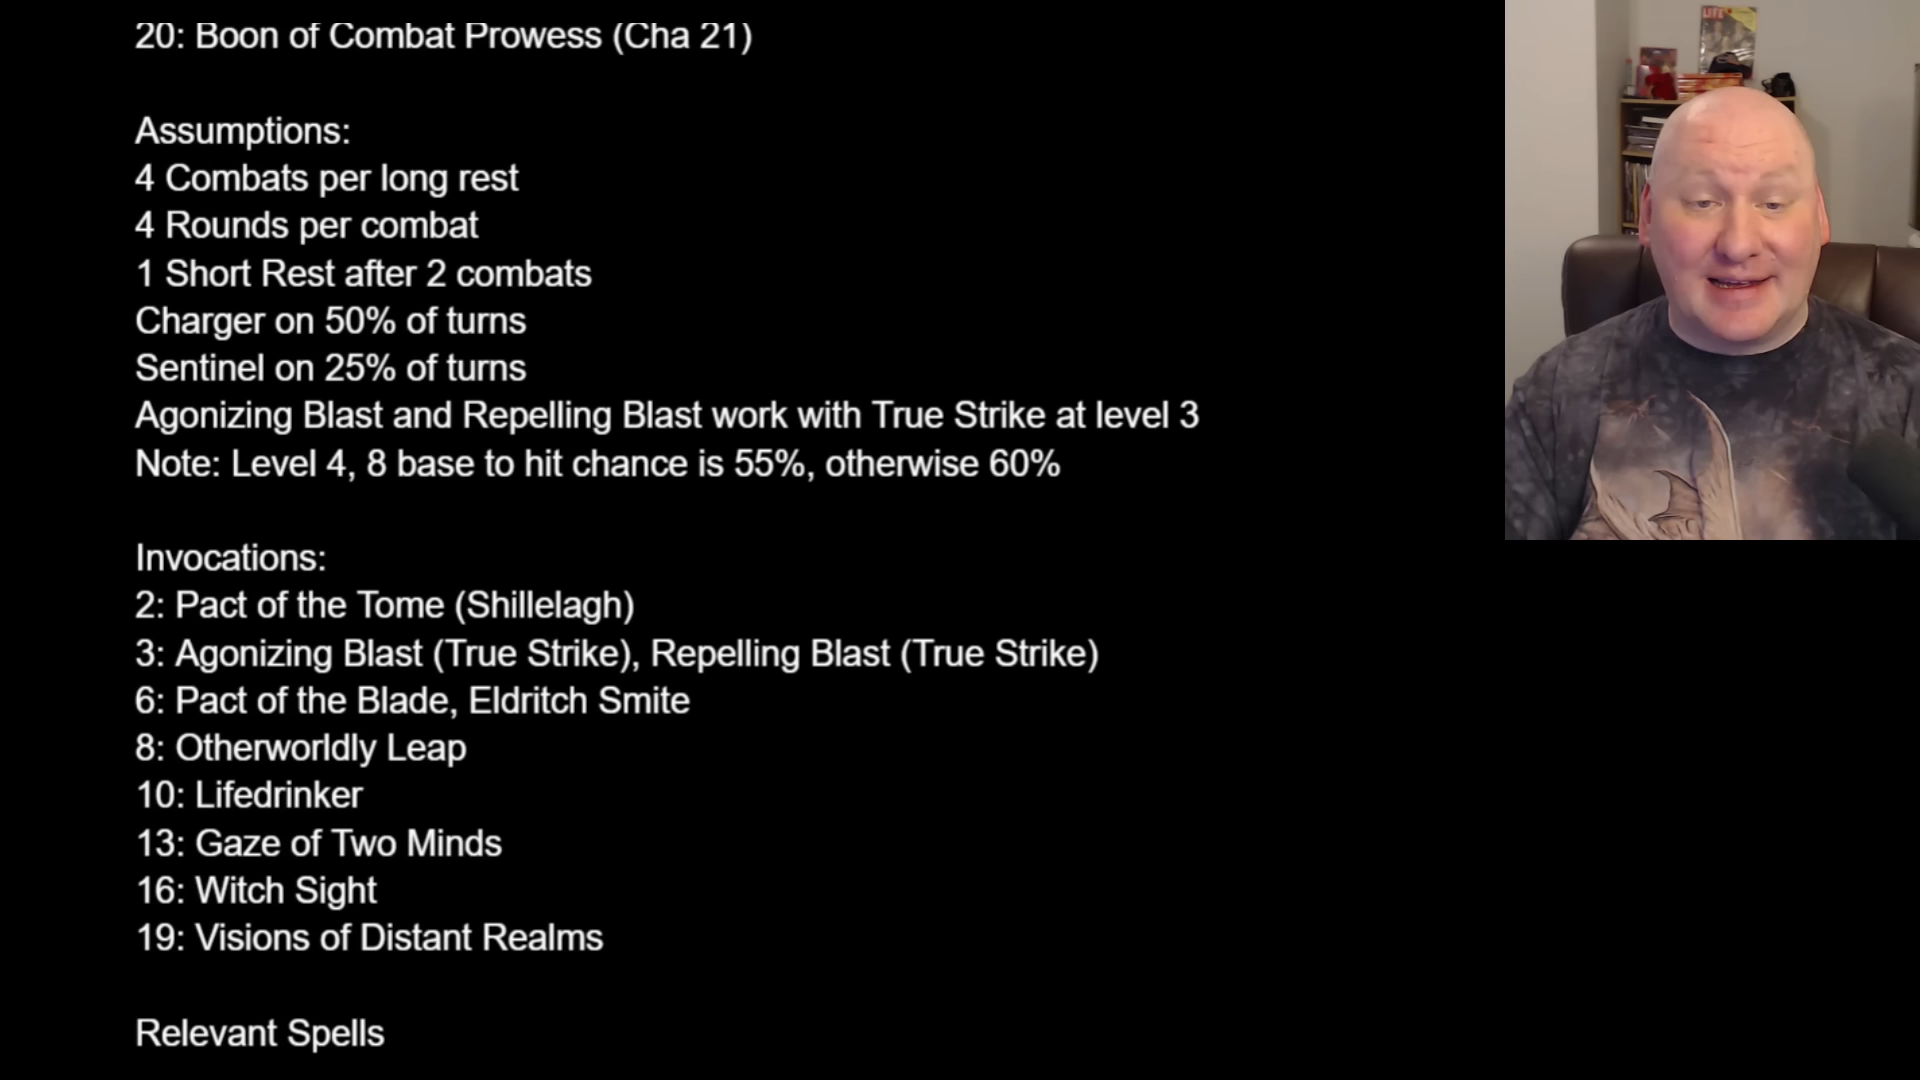 20: Boon of Combat Prowess (Cha 21)
Assumptions:
4 Combats per long rest
4 Rounds per combat
1 Short Rest after 2 combats
Charger on 50% of turns
Sentinel on 25% of turns
Agonizing Blast and Repelling Blast work with True Strike at level 3
Note: Level 4, 8 base to hit chance is 55%, otherwise 60%
Invocations:
2: Pact of the Tome (Shillelagh)
3: Agonizing Blast (True Strike), Repelling Blast (True Strike)
6: Pact of the Blade, Eldritch Smite
8: Otherworldly Leap
10: Lifedrinker
13: Gaze of Two Minds
16: Witch Sight
19: Visions of Distant Realms
Relevant Spells
LIFE